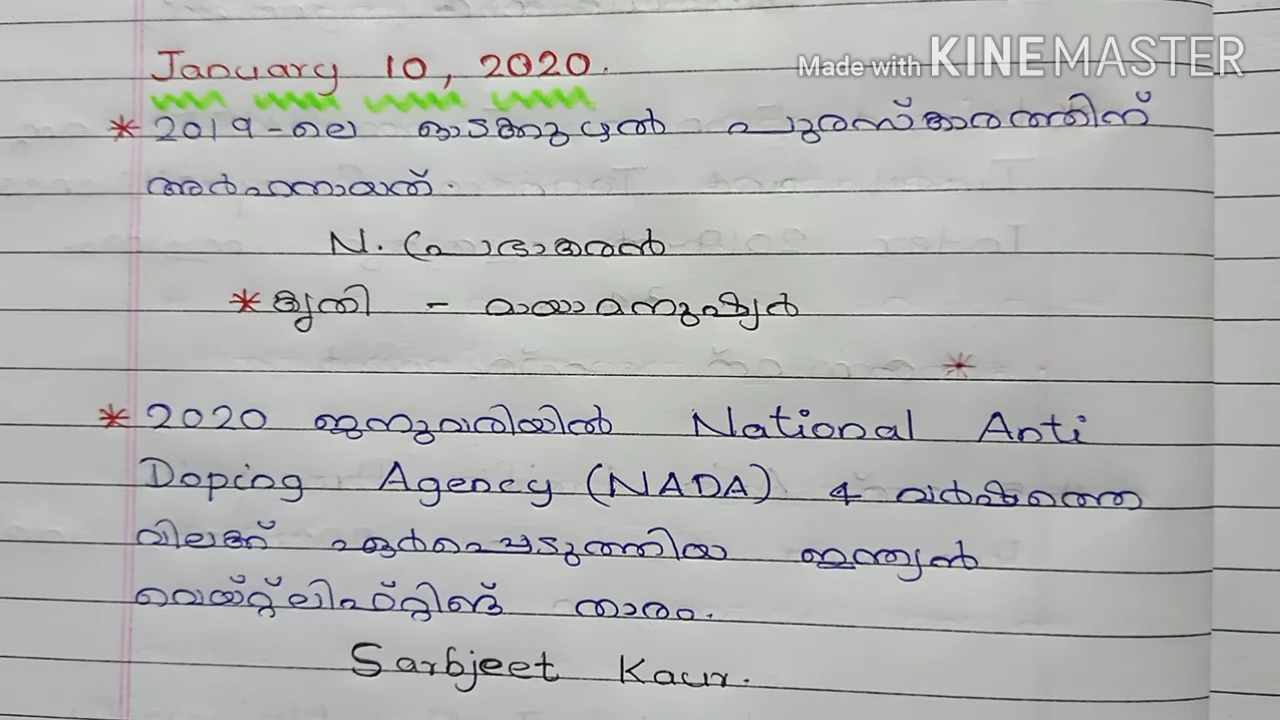 Made with KINEMASTER
January 10, 2020.
* 2019-ലെ ഓടക്കുഴൽ പുരസ്കാരത്തിന്
അർഹനായത്.
N. പ്രഭാകരൻ
* കൃതി - മായാമനുഷ്യർ
*
* 2020 ജനുവരിയിൽ National Anti
Doping Agency (NADA) 4 വർഷത്തെ
വിലക്ക് ഏർപ്പെടുത്തിയ ഇന്ത്യൻ
വെയ്റ്റ്ലിഫ്റ്റിങ് താരം.
Sarbjeet Kaur.